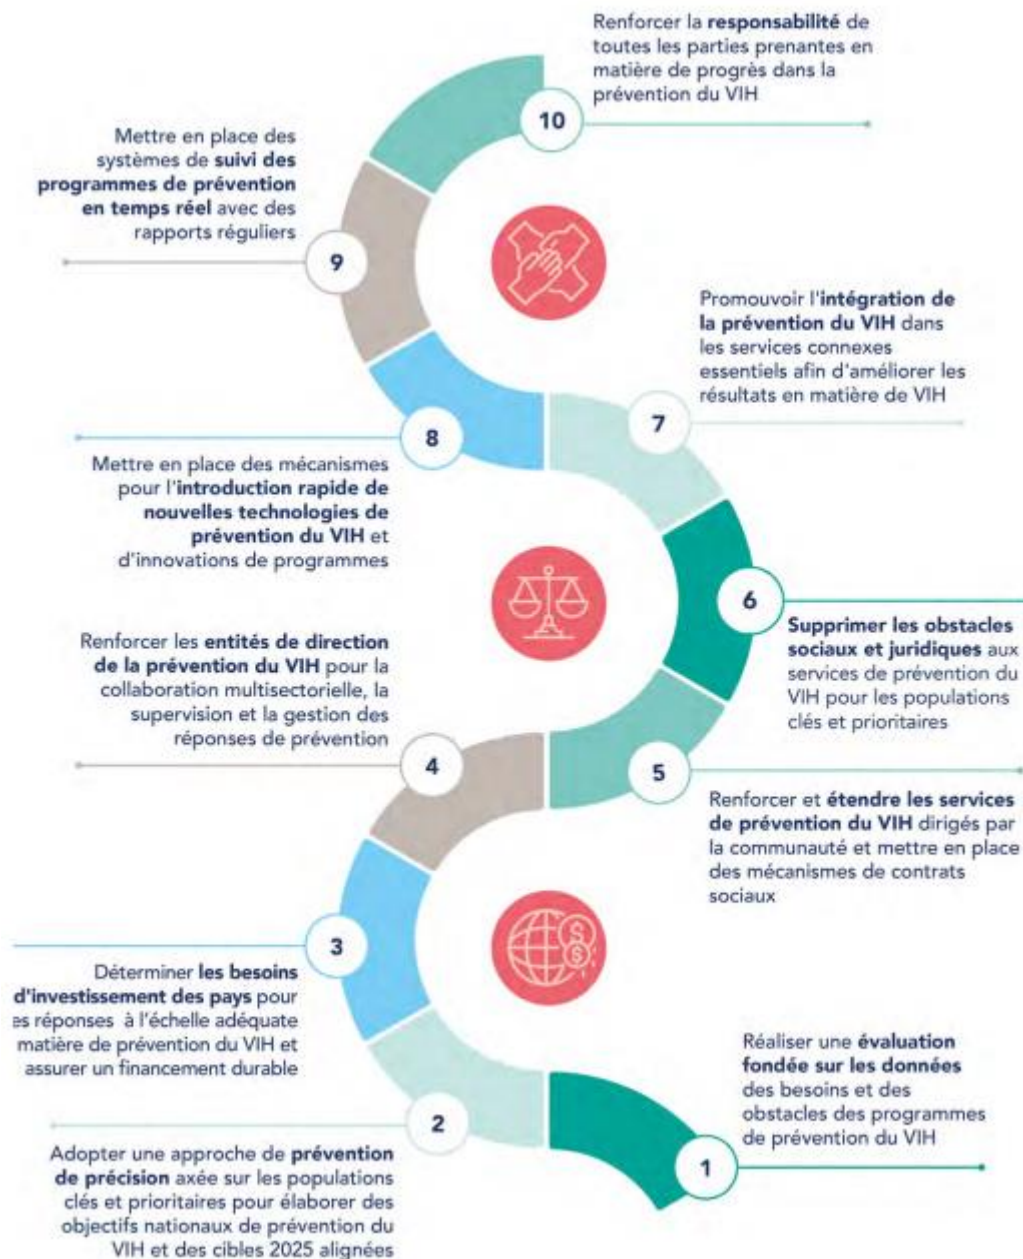 Renforcer la responsabilité de
toutes les parties prenantes en
matière de progrès dans la
prévention du VIH
10
Mettre en place des
systèmes de suivi des
programmes de prévention
en temps réel avec des
rapports réguliers
9
Promouvoir l'intégration de
la prévention du VIH dans
les services connexes
essentiels afin d'améliorer les
résultats en matière de VIH
7
8
Mettre en place des mécanismes
pour l'introduction rapide de
nouvelles technologies de
prévention du VIH et
d'innovations de programmes
6
Supprimer les obstacles
sociaux et juridiques aux
services de prévention du
VIH pour les populations
clés et prioritaires
Renforcer les entités de direction
de la prévention du VIH pour la
collaboration multisectorielle, la
supervision et la gestion des
réponses de prévention
4
5
Renforcer et étendre les services
de prévention du VIH dirigés par
la communauté et mettre en place
des mécanismes de contrats
sociaux
3
Déterminer les besoins
d'investissement des pays pour
es réponses à l'échelle adéquate
matière de prévention du VIH et
assurer un financement durable
Réaliser une évaluation
fondée sur les données
des besoins et des
obstacles des programmes
de prévention du VIH
1
2
Adopter une approche de prévention
de précision axée sur les populations
clés et prioritaires pour élaborer des
objectifs nationaux de prévention du
VIH et des cibles 2025 alignées